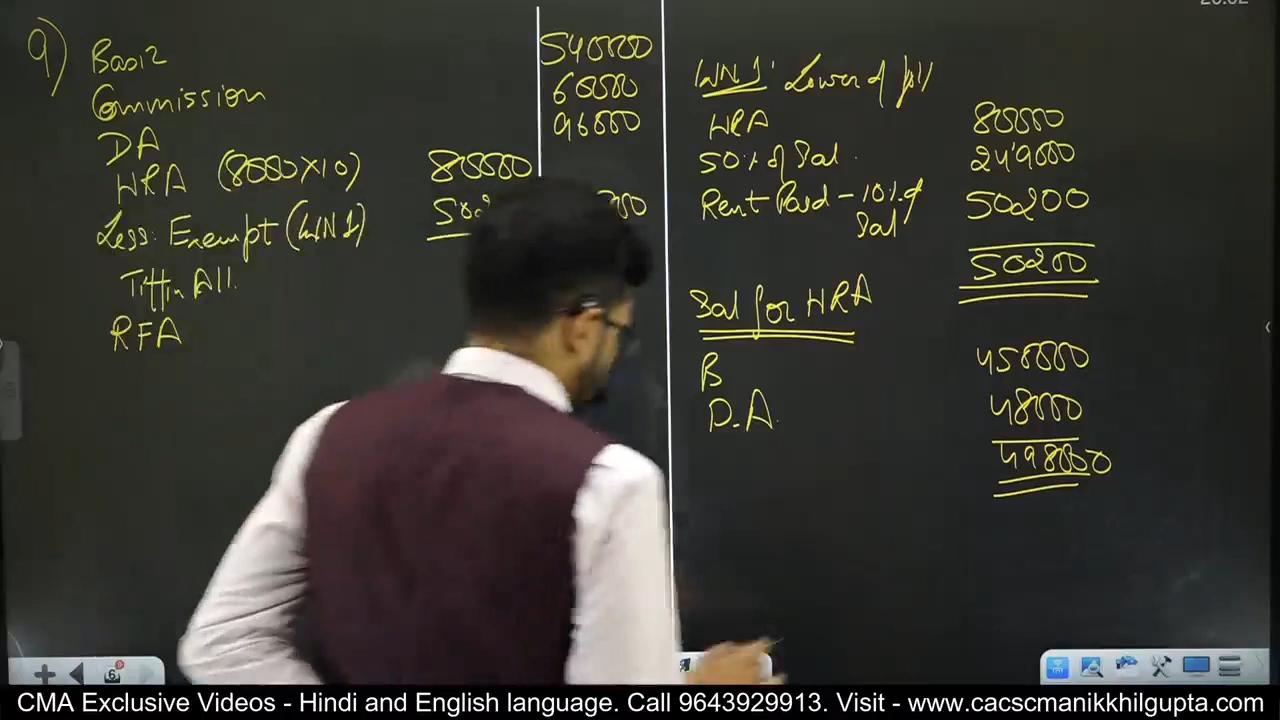 9)
Basic 540000
Commission 60000
DA 96000
HRA (8000×10) 80000
Less: Exempt (WN1)
Tiffin All.
RFA
WN1: Lower of foll
HRA 80000
50% of Sal. 249000
Rent Paid - 10% of Sal 50200
50200
Sal for HRA
B 450000
D.A. 48000
498000
CMA Exclusive Videos - Hindi and English language. Call 9643929913. Visit - www.cacscmanikkhilgupta.com/